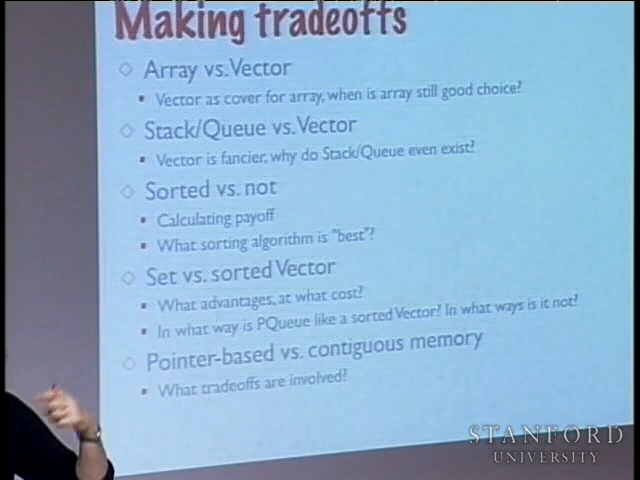 Making tradeoffs
Array vs. Vector
Vector as cover for array, when is array still good choice?
Stack/Queue vs. Vector
Vector is fancier, why do Stack/Queue even exist?
Sorted vs. not
Calculating payoff
What sorting algorithm is "best"?
Set vs. sorted Vector
What advantages, at what cost?
In what way is PQueue like a sorted Vector? In what ways is it not?
Pointer-based vs. contiguous memory
What tradeoffs are involved?
STANFORD
UNIVERSITY